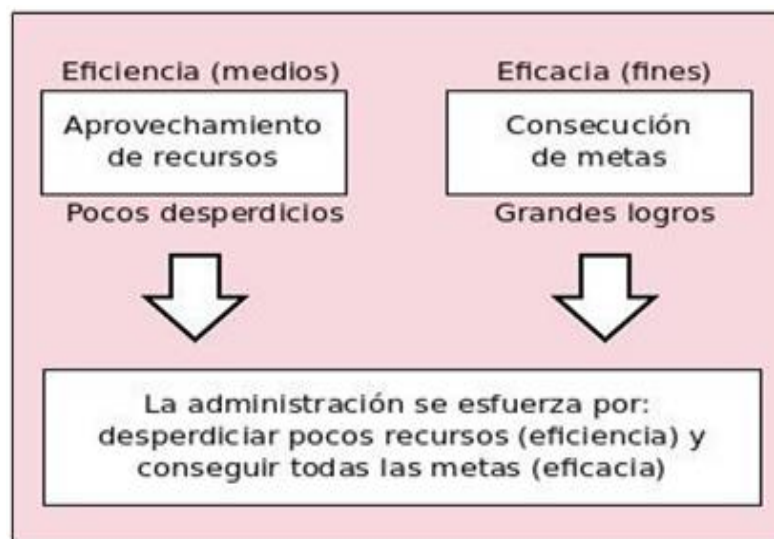 Eficiencia (medios)
Aprovechamiento
de recursos
Pocos desperdicios
Eficacia (fines)
Consecución
de metas
Grandes logros
La administración se esfuerza por:
desperdiciar pocos recursos (eficiencia) y
conseguir todas las metas (eficacia)